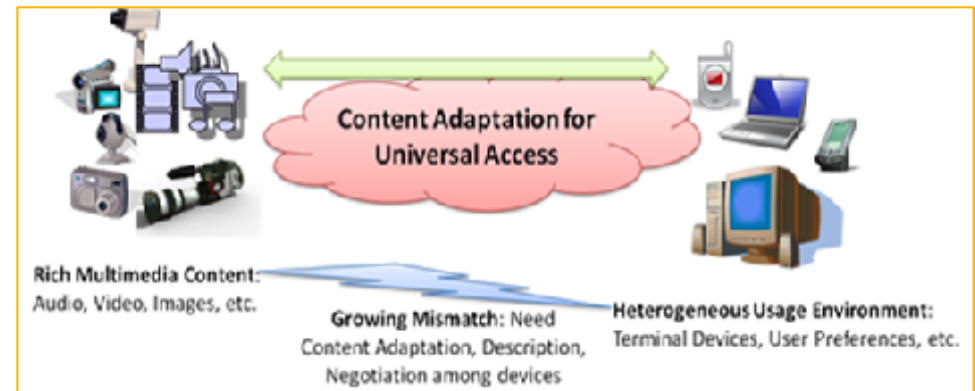 Content Adaptation for
Universal Access
Rich Multimedia Content:
Audio, Video, Images, etc.
Growing Mismatch: Need
Content Adaptation, Description,
Negotiation among devices
Heterogeneous Usage Environment:
Terminal Devices, User Preferences, etc.